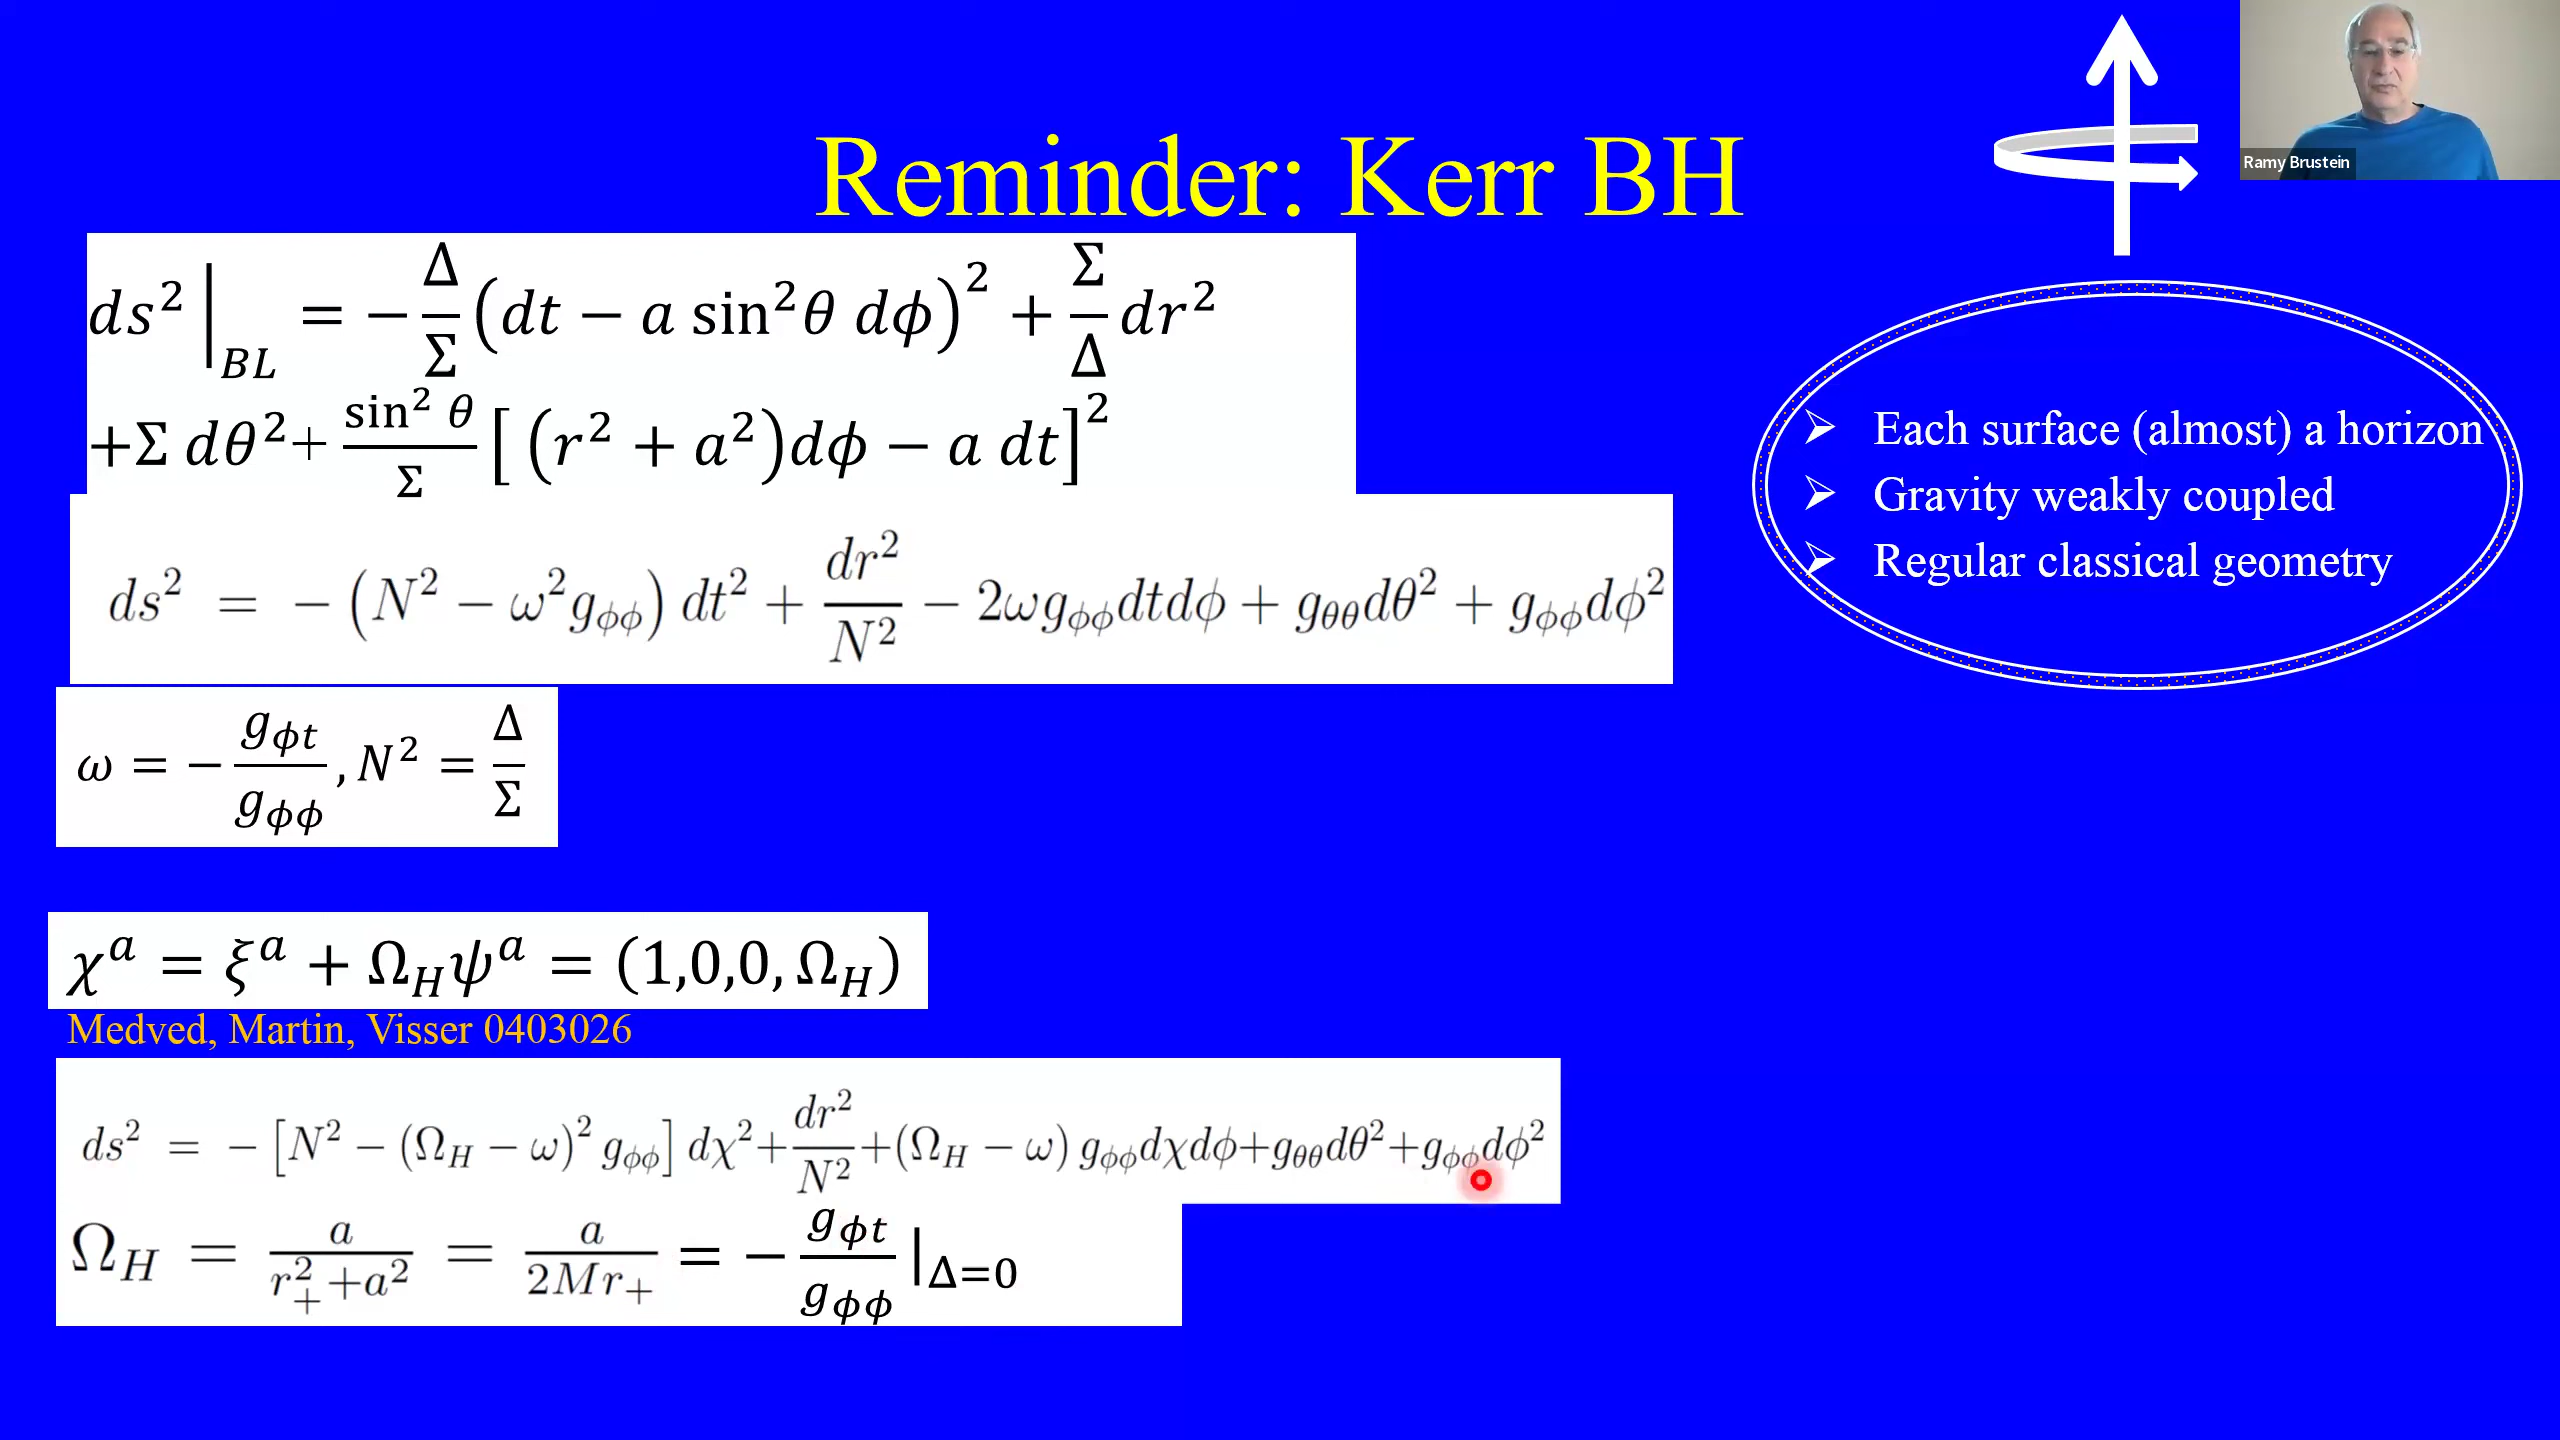 Reminder: Kerr BH
Ramy Brustein
ds²|_BL = −Δ/Σ (dt − a sin²θ dϕ)² + Σ/Δ dr²
+Σ dθ²+ sin² θ/Σ [(r² + a²)dϕ − a dt]²
ds² = −(N² − ω²g_ϕϕ) dt² + dr²/N² − 2ωg_ϕϕdtdϕ + g_θθdθ² + g_ϕϕdϕ²
ω = −g_ϕt/g_ϕϕ, N² = Δ/Σ
χᵃ = ξᵃ + Ω_Hψᵃ = (1,0,0, Ω_H)
Medved, Martin, Visser 0403026
ds² = −[N² − (Ω_H − ω)² g_ϕϕ] dχ²+dr²/N²+(Ω_H − ω) g_ϕϕdχdϕ+g_θθdθ²+g_ϕϕdϕ²
Ω_H = a/(r₊²+a²) = a/(2Mr₊) = −g_ϕt/g_ϕϕ |_Δ=0
➢ Each surface (almost) a horizon
➢ Gravity weakly coupled
➢ Regular classical geometry